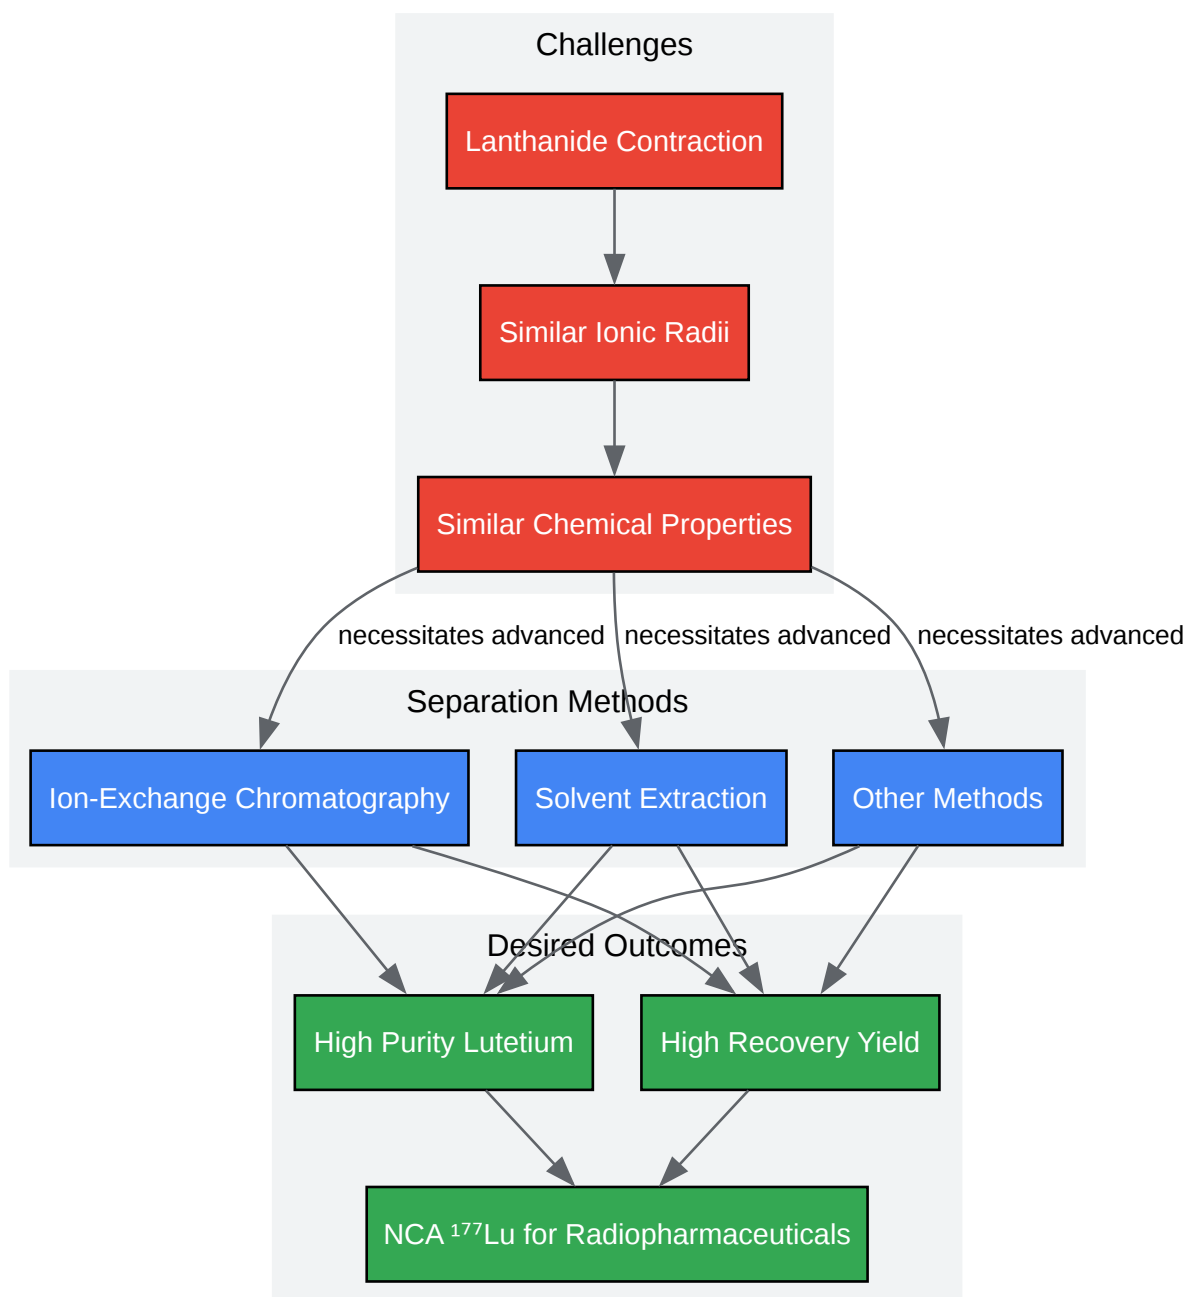 Challenges
Lanthanide Contraction
Similar Ionic Radii
Similar Chemical Properties
necessitates advanced
necessitates advanced
necessitates advanced
Separation Methods
Ion-Exchange Chromatography
Solvent Extraction
Other Methods
Desired Outcomes
High Purity Lutetium
High Recovery Yield
NCA ¹⁷⁷Lu for Radiopharmaceuticals